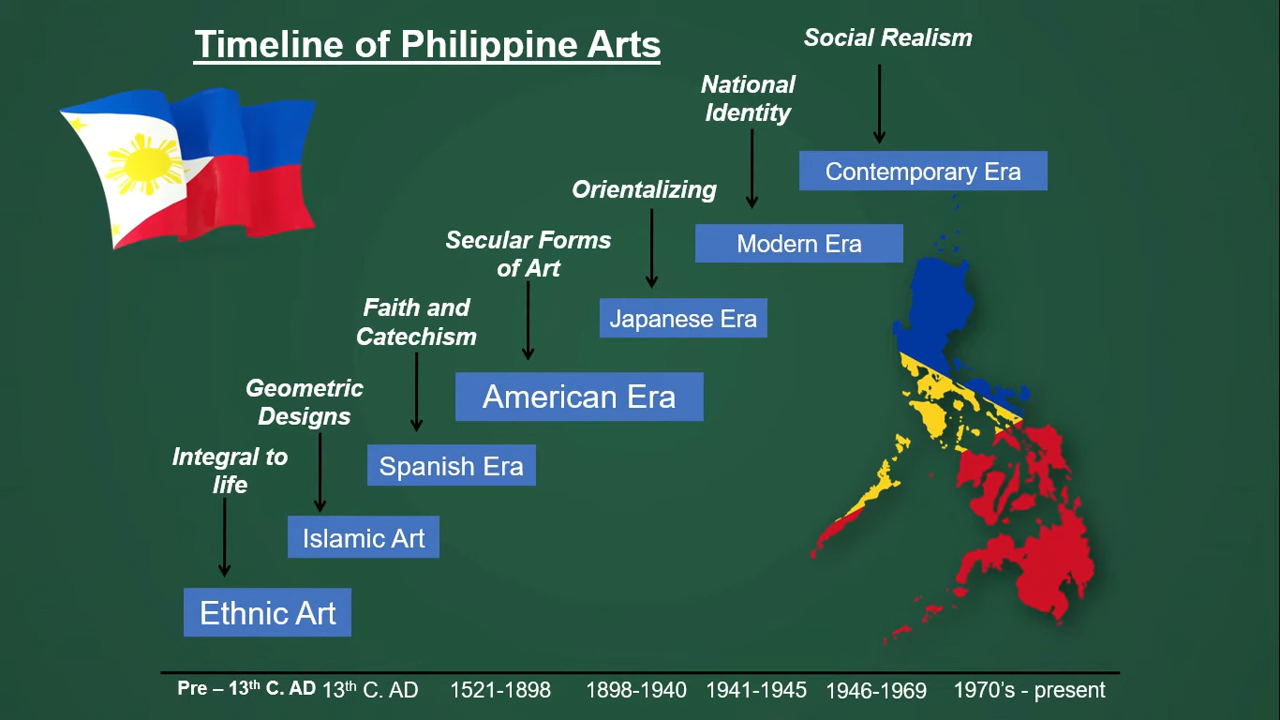 Timeline of Philippine Arts
Social Realism
National
Identity
Contemporary Era
Orientalizing
Modern Era
Secular Forms
of Art
Japanese Era
Faith and
Catechism
American Era
Geometric
Designs
Spanish Era
Integral to
life
Islamic Art
Ethnic Art
Pre – 13th C. AD 13th C. AD 1521-1898 1898-1940 1941-1945 1946-1969 1970's - present